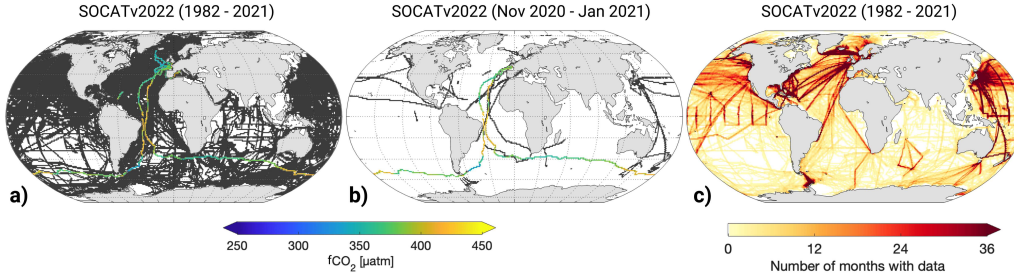 SOCATv2022 (1982 - 2021)
SOCATv2022 (Nov 2020 - Jan 2021)
SOCATv2022 (1982 - 2021)
a)
b)
c)
250 300 350 400 450
fCO2 [µatm]
0 12 24 36
Number of months with data